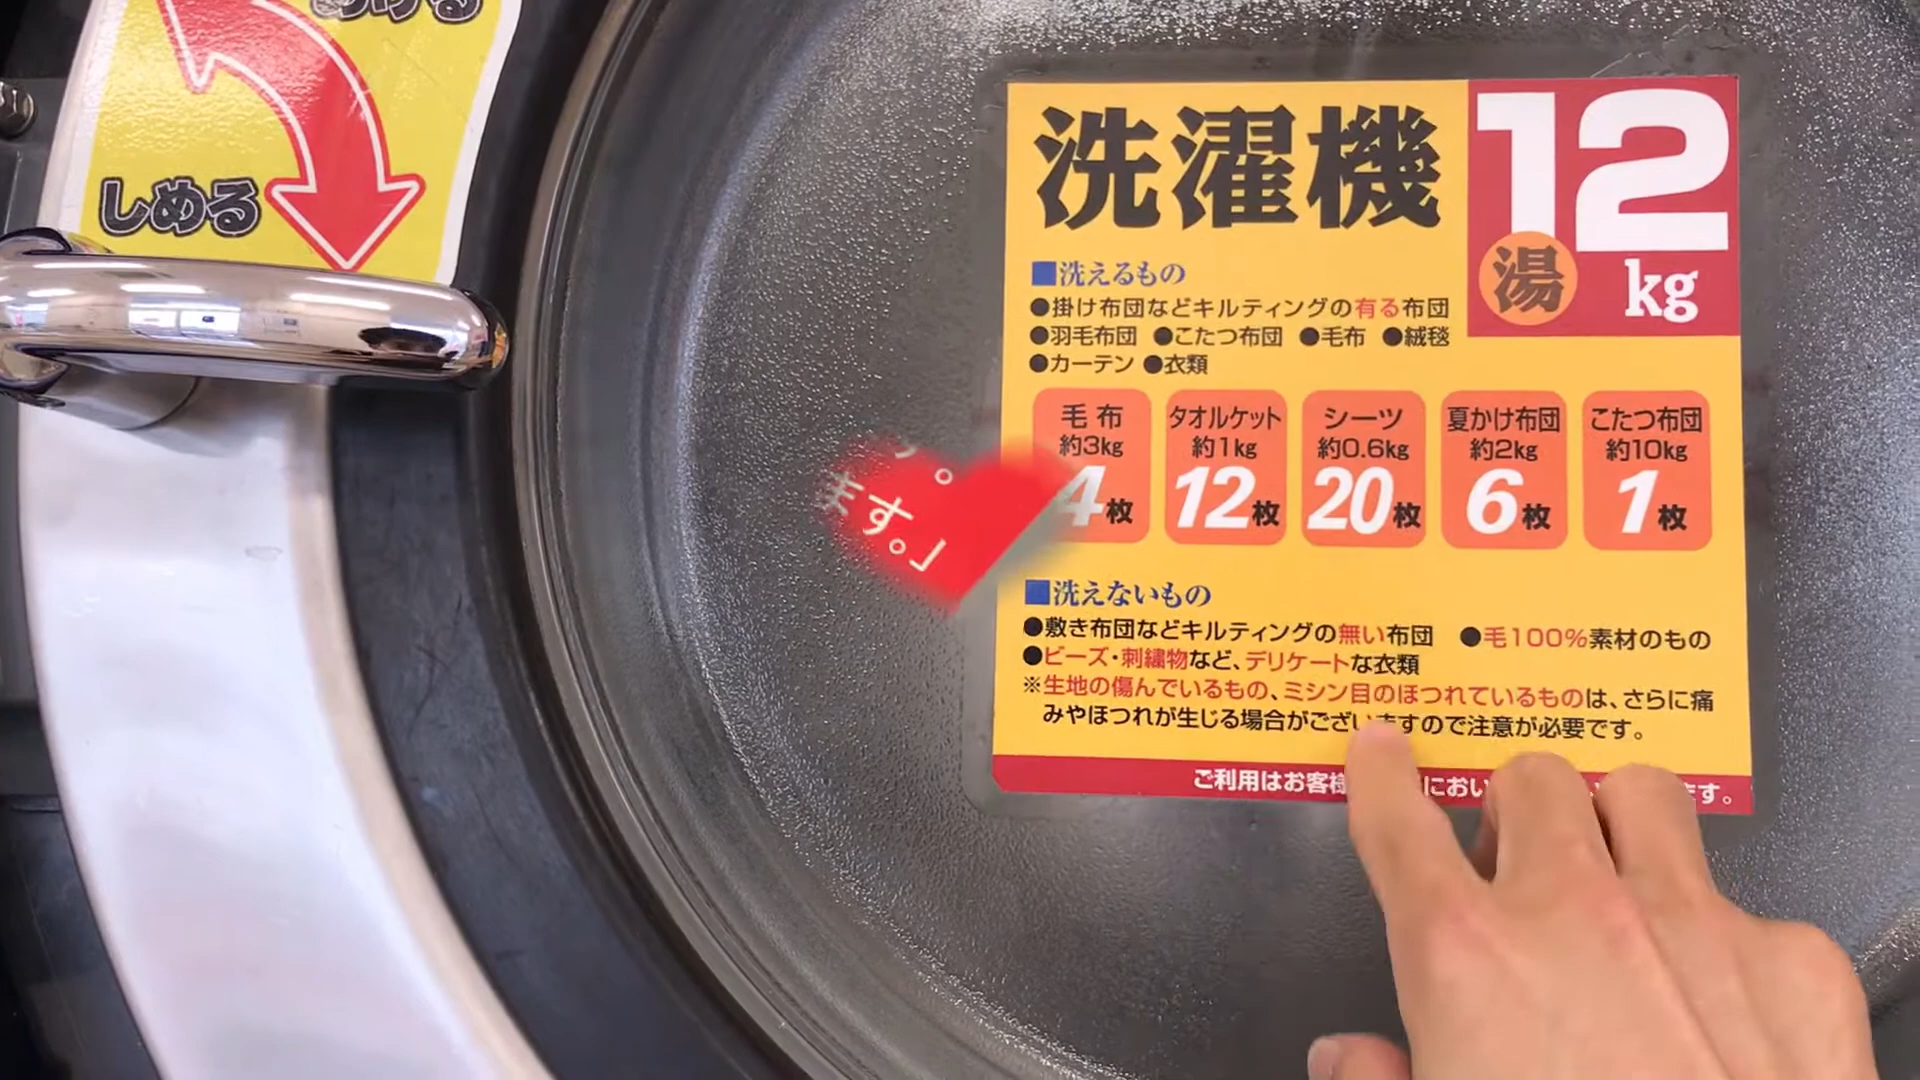 しめる
洗濯機
12
湯
kg
■洗えるもの
●掛け布団などキルティングの有る布団
●羽毛布団 ●こたつ布団 ●毛布 ●絨毯
●カーテン ●衣類
毛布
約3kg
4枚
タオルケット
約1kg
12枚
シーツ
約0.6kg
20枚
夏かけ布団
約2kg
6枚
こたつ布団
約10kg
1枚
ます。」
■洗えないもの
●敷き布団などキルティングの無い布団 ●毛100%素材のもの
●ビーズ・刺繍物など、デリケートな衣類
※生地の傷んでいるもの、ミシン目のほつれているものは、さらに痛
みやほつれが生じる場合がございますので注意が必要です。
ご利用はお客様
におい
ます。